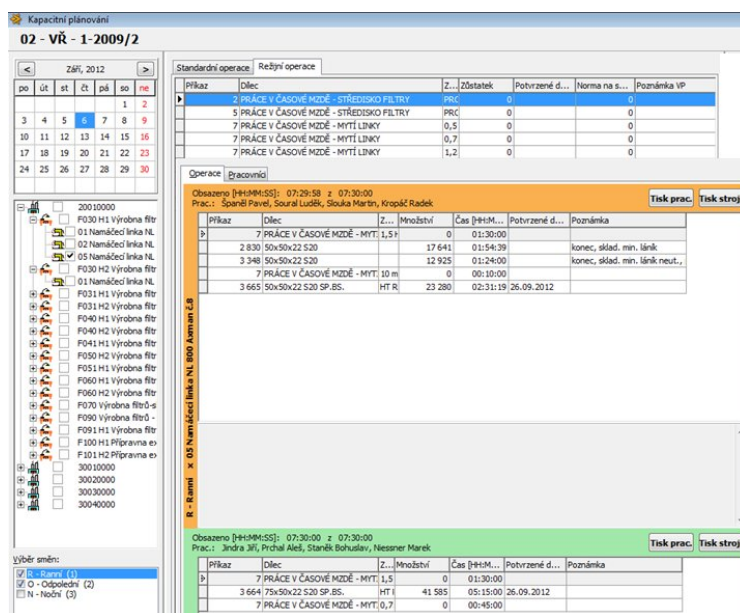 Kapacitní plánování
02 - VŘ - 1-2009/2
< Září, 2012 >
po út st čt pá so ne
1 2
3 4 5 6 7 8 9
10 11 12 13 14 15 16
17 18 19 20 21 22 23
24 25 26 27 28 29 30
20010000
F030 H1 Výrobna filtr
01 Namáčecí linka NL
02 Namáčecí linka NL
05 Namáčecí linka NL
F030 H2 Výrobna filtr
01 Namáčecí linka NL
F031 H1 Výrobna filtr
F031 H2 Výrobna filtr
F040 H1 Výrobna filtr
F040 H2 Výrobna filtr
F041 H1 Výrobna filtr
F050 H2 Výrobna filtr
F051 H1 Výrobna filtr
F060 H1 Výrobna filtr
F060 H2 Výrobna filtr
F070 Výrobna filtrů-s
F090 Výrobna filtrů -
F091 H1 Výrobna filtr
F100 H1 Přípravna ex
F101 H2 Přípravna ex
30010000
30020000
30030000
30040000
Výběr směn:
R - Ranní (1)
O - Odpolední (2)
N - Noční (3)
Standardní operace Režijní operace
Příkaz Dílec Z... Zůstatek Potvrzené d... Norma na s... Poznámka VP
2 PRÁCE V ČASOVÉ MZDĚ - STŘEDISKO FILTRY PRC 0 0
5 PRÁCE V ČASOVÉ MZDĚ - STŘEDISKO FILTRY PRC 0 0
7 PRÁCE V ČASOVÉ MZDĚ - MYTÍ LINKY 0,5 0 0
7 PRÁCE V ČASOVÉ MZDĚ - MYTÍ LINKY 0,7 0 0
7 PRÁCE V ČASOVÉ MZDĚ - MYTÍ LINKY 1,2 0 0
Operace Pracovníci
Obsazeno [HH:MM:SS]: 07:29:58 z 07:30:00
Prac.: Španěl Pavel, Soural Luděk, Slouka Martin, Kropáč Radek
Tisk prac. Tisk stroj
Příkaz Dílec Z... Množství Čas [HH:M... Potvrzené d... Poznámka
7 PRÁCE V ČASOVÉ MZDĚ - MYT: 1,5 H 0 01:30:00
2 830 50x50x22 S20 17 641 01:54:39 konec, sklad. min. láník
3 348 50x50x22 S20 12 925 01:24:00 konec, sklad. min. láník neut.,
7 PRÁCE V ČASOVÉ MZDĚ - MYT: 10 m 0 00:10:00
3 665 50x50x22 S20 SP.BS. HT R 23 280 02:31:19 26.09.2012
R - Ranní x 05 Namáčecí linka NL 800 Axman č.8
Obsazeno [HH:MM:SS]: 07:30:00 z 07:30:00
Prac.: Jindra Jiří, Prchal Aleš, Staněk Bohuslav, Niessner Marek
Tisk prac. Tisk stroj
Příkaz Dílec Z... Množství Čas [HH:M... Potvrzené d... Poznámka
7 PRÁCE V ČASOVÉ MZDĚ - MYT: 1,5 0 01:30:00
3 664 75x50x22 S20 SP.BS. HT I 41 585 05:15:00 26.09.2012
7 PRÁCE V ČASOVÉ MZDĚ - MYT: 0,7 0 00:45:00